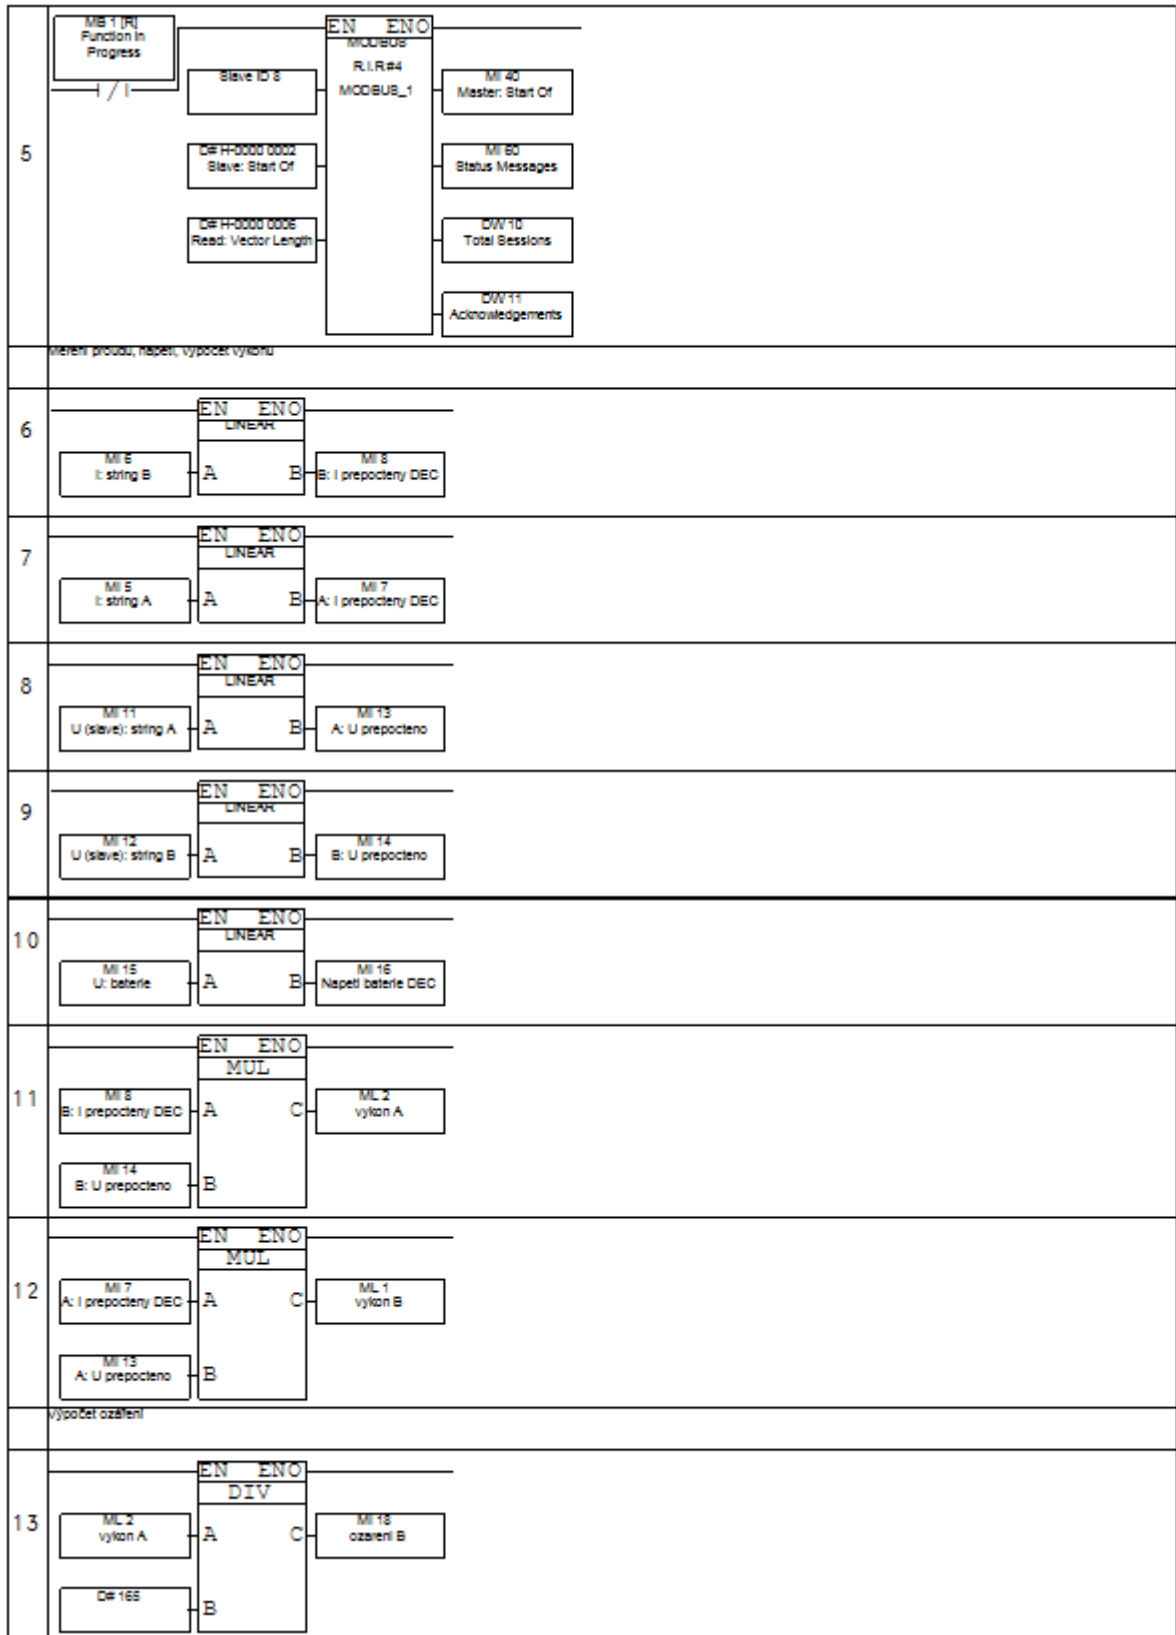 5
MB 1 [R]
Function In
Progress
EN ENO
MODBUS
R.I.R#4
MODBUS_1
Slave ID 8
MI 40
Master: Start Of
D# H-0000 0002
Slave: Start Of
MI 60
Status Messages
D# H-0000 0006
Read: Vector Length
DW 10
Total Sessions
DW 11
Acknowledgements
Měření proudu, napětí, výpočet výkonu
6
EN ENO
LINEAR
MI 6
I: string B
A B
MI 8
B: I prepocteny DEC
7
EN ENO
LINEAR
MI 5
I: string A
A B
MI 7
A: I prepocteny DEC
8
EN ENO
LINEAR
MI 11
U (slave): string A
A B
MI 13
A: U prepocteno
9
EN ENO
LINEAR
MI 12
U (slave): string B
A B
MI 14
B: U prepocteno
10
EN ENO
LINEAR
MI 15
U: baterie
A B
MI 16
Napeti baterie DEC
11
EN ENO
MUL
MI 8
B: I prepocteny DEC
A C
ML 2
vykon A
MI 14
B: U prepocteno
B
12
EN ENO
MUL
MI 7
A: I prepocteny DEC
A C
ML 1
vykon B
MI 13
A: U prepocteno
B
Výpočet ozáření
13
EN ENO
DIV
ML 2
vykon A
A C
MI 18
ozareni B
D# 165
B